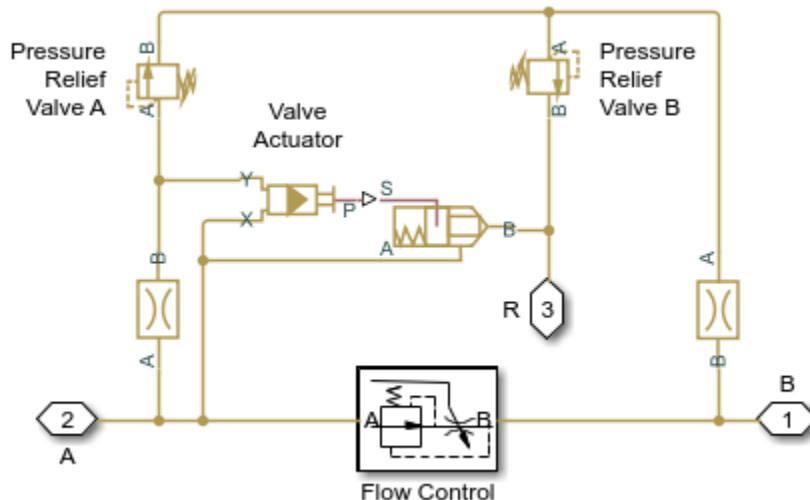 B
A
Pressure
Relief
Valve A
A
B
Pressure
Relief
Valve B
Valve
Actuator
Y
X
P
S
A
B
B
A
R
3
A
B
2
A
A
B
B
1
Flow Control